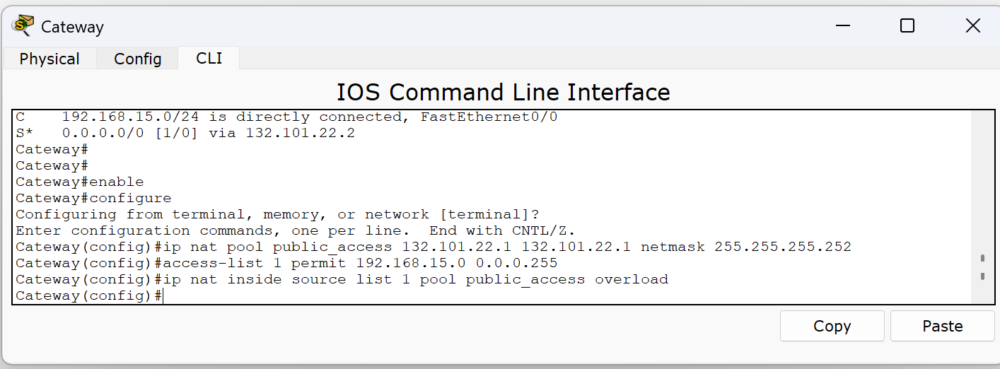 Cateway
Physical Config CLI
IOS Command Line Interface
C    192.168.15.0/24 is directly connected, FastEthernet0/0
S*   0.0.0.0/0 [1/0] via 132.101.22.2
Cateway#
Cateway#
Cateway#enable
Cateway#configure
Configuring from terminal, memory, or network [terminal]?
Enter configuration commands, one per line.  End with CNTL/Z.
Cateway(config)#ip nat pool public_access 132.101.22.1 132.101.22.1 netmask 255.255.255.252
Cateway(config)#access-list 1 permit 192.168.15.0 0.0.0.255
Cateway(config)#ip nat inside source list 1 pool public_access overload
Cateway(config)#
Copy Paste